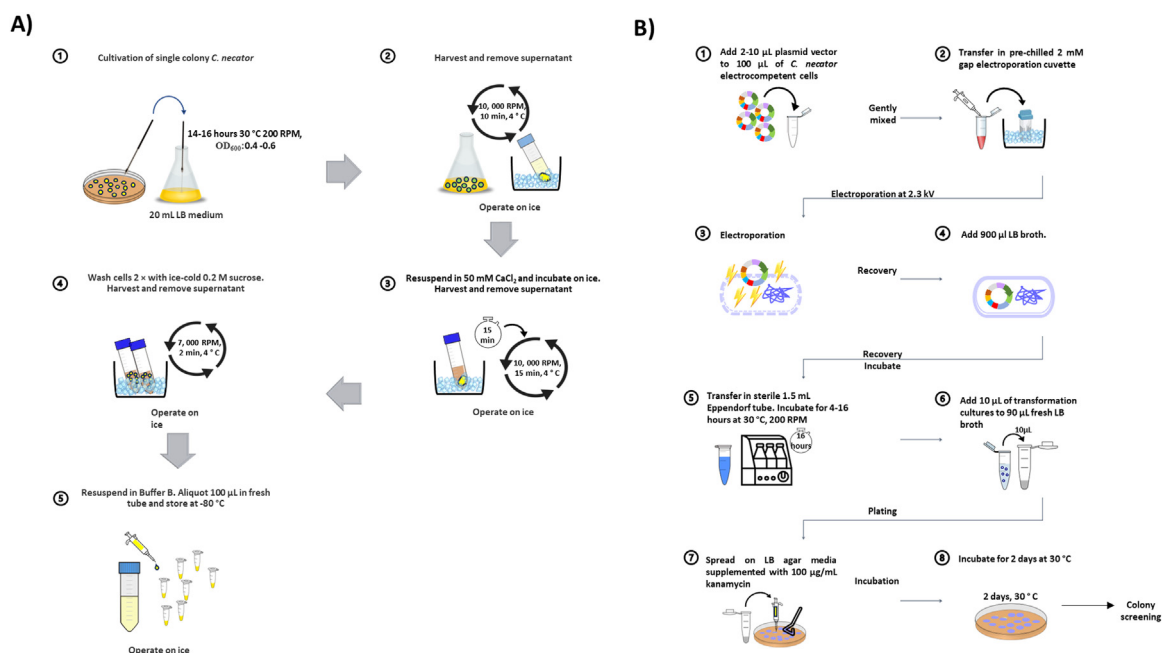 A)
① Cultivation of single colony C. necator
14-16 hours 30 °C 200 RPM,
OD₆₀₀: 0.4 -0.6
20 mL LB medium
② Harvest and remove supernatant
10, 000 RPM,
10 min, 4 ° C
Operate on ice
③ Resuspend in 50 mM CaCl₂ and incubate on ice.
Harvest and remove supernatant
15
min
10, 000 RPM,
15 min, 4 ° C
Operate on ice
④ Wash cells 2 × with ice-cold 0.2 M sucrose.
Harvest and remove supernatant
7, 000 RPM,
2 min, 4 ° C
Operate on
ice
⑤ Resuspend in Buffer B. Aliquot 100 µL in fresh
tube and store at -80 °C
Operate on ice
B)
① Add 2-10 µL plasmid vector
to 100 µL of C. necator
electrocompetent cells
Gently
mixed
② Transfer in pre-chilled 2 mM
gap electroporation cuvette
Electroporation at 2.3 kV
③ Electroporation
Recovery
④ Add 900 µl LB broth.
Recovery
Incubate
⑤ Transfer in sterile 1.5 mL
Eppendorf tube. Incubate for 4-16
hours at 30 °C, 200 RPM
16
hours
⑥ Add 10 µL of transformation
cultures to 90 µL fresh LB
broth
10µL
Plating
⑦ Spread on LB agar media
supplemented with 100 µg/mL
kanamycin
Incubation
⑧ Incubate for 2 days at 30 °C
2 days, 30 ° C
Colony
screening